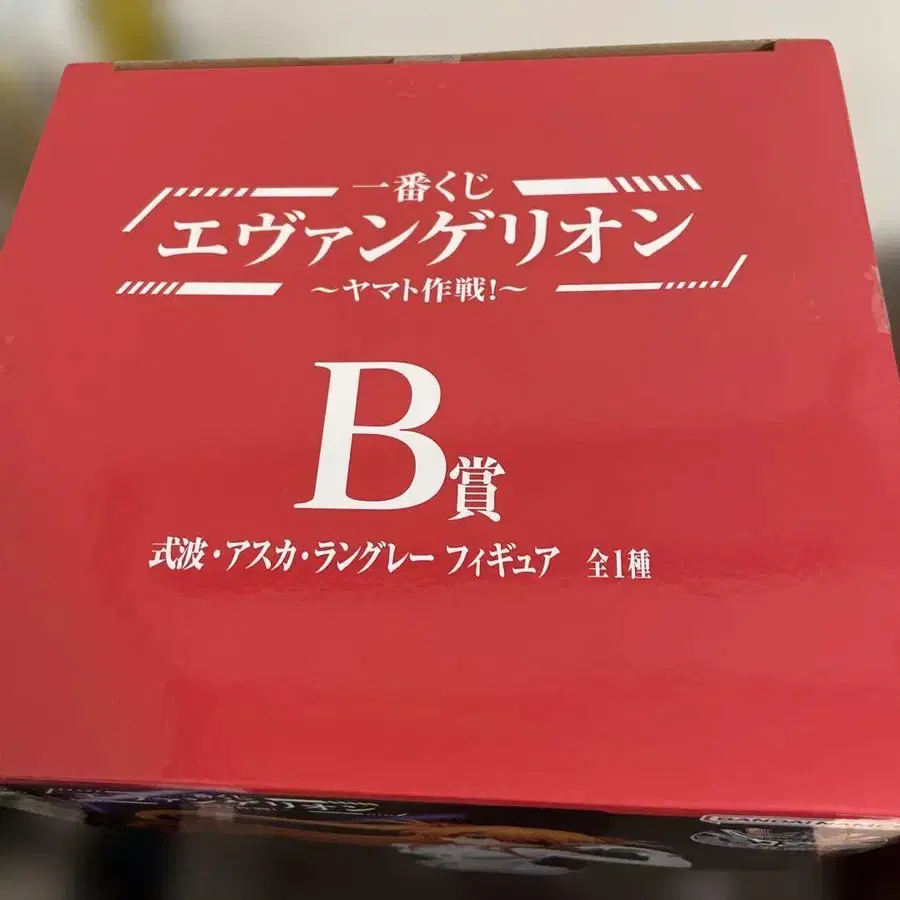 一番くじ
エヴァンゲリオン
～ヤマト作戦!～
B賞
式波・アスカ・ラングレー フィギュア 全1種